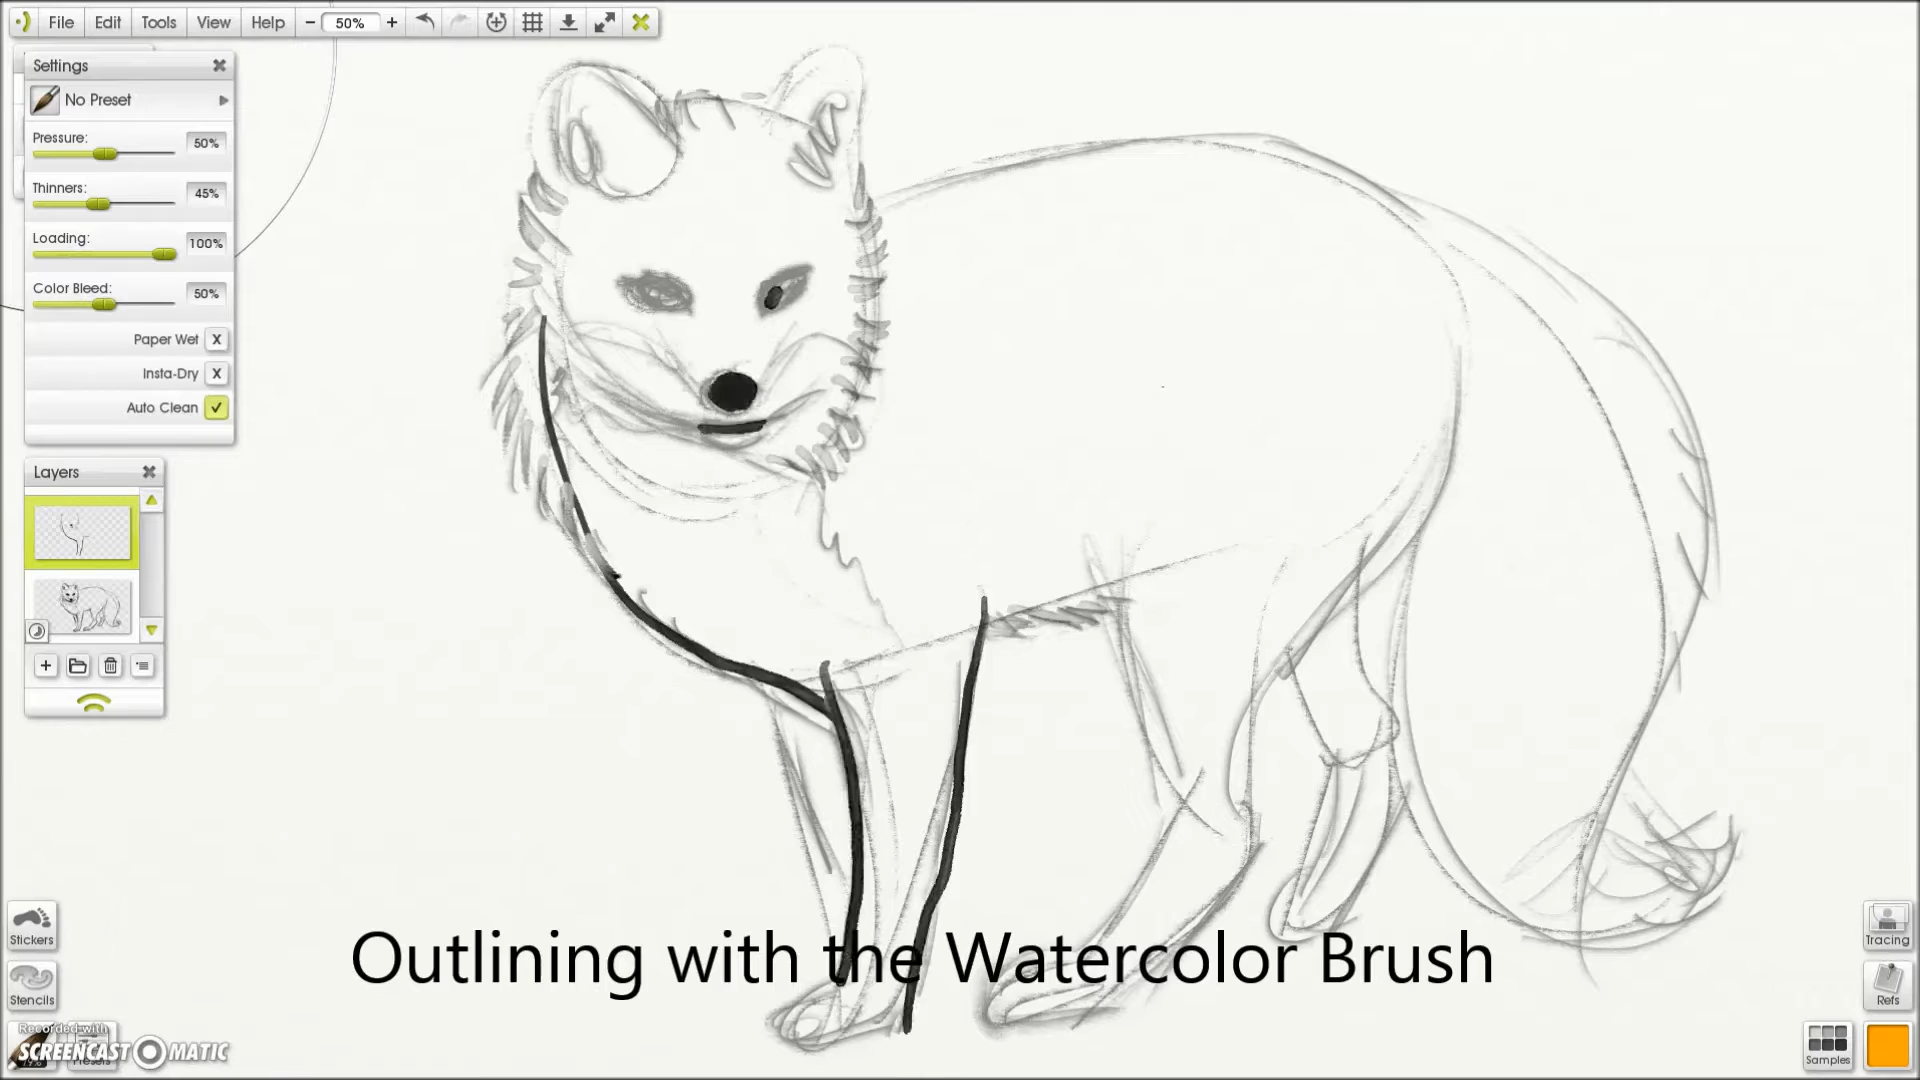 File Edit Tools View Help − 50% +
Settings
No Preset
Pressure: 50%
Thinners: 45%
Loading: 100%
Color Bleed: 50%
Paper Wet X
Insta-Dry X
Auto Clean
Layers
Outlining with the Watercolor Brush
Stickers
Stencils
Recorded with
SCREENCAST MATIC
Presets
Tracing
Refs
Samples